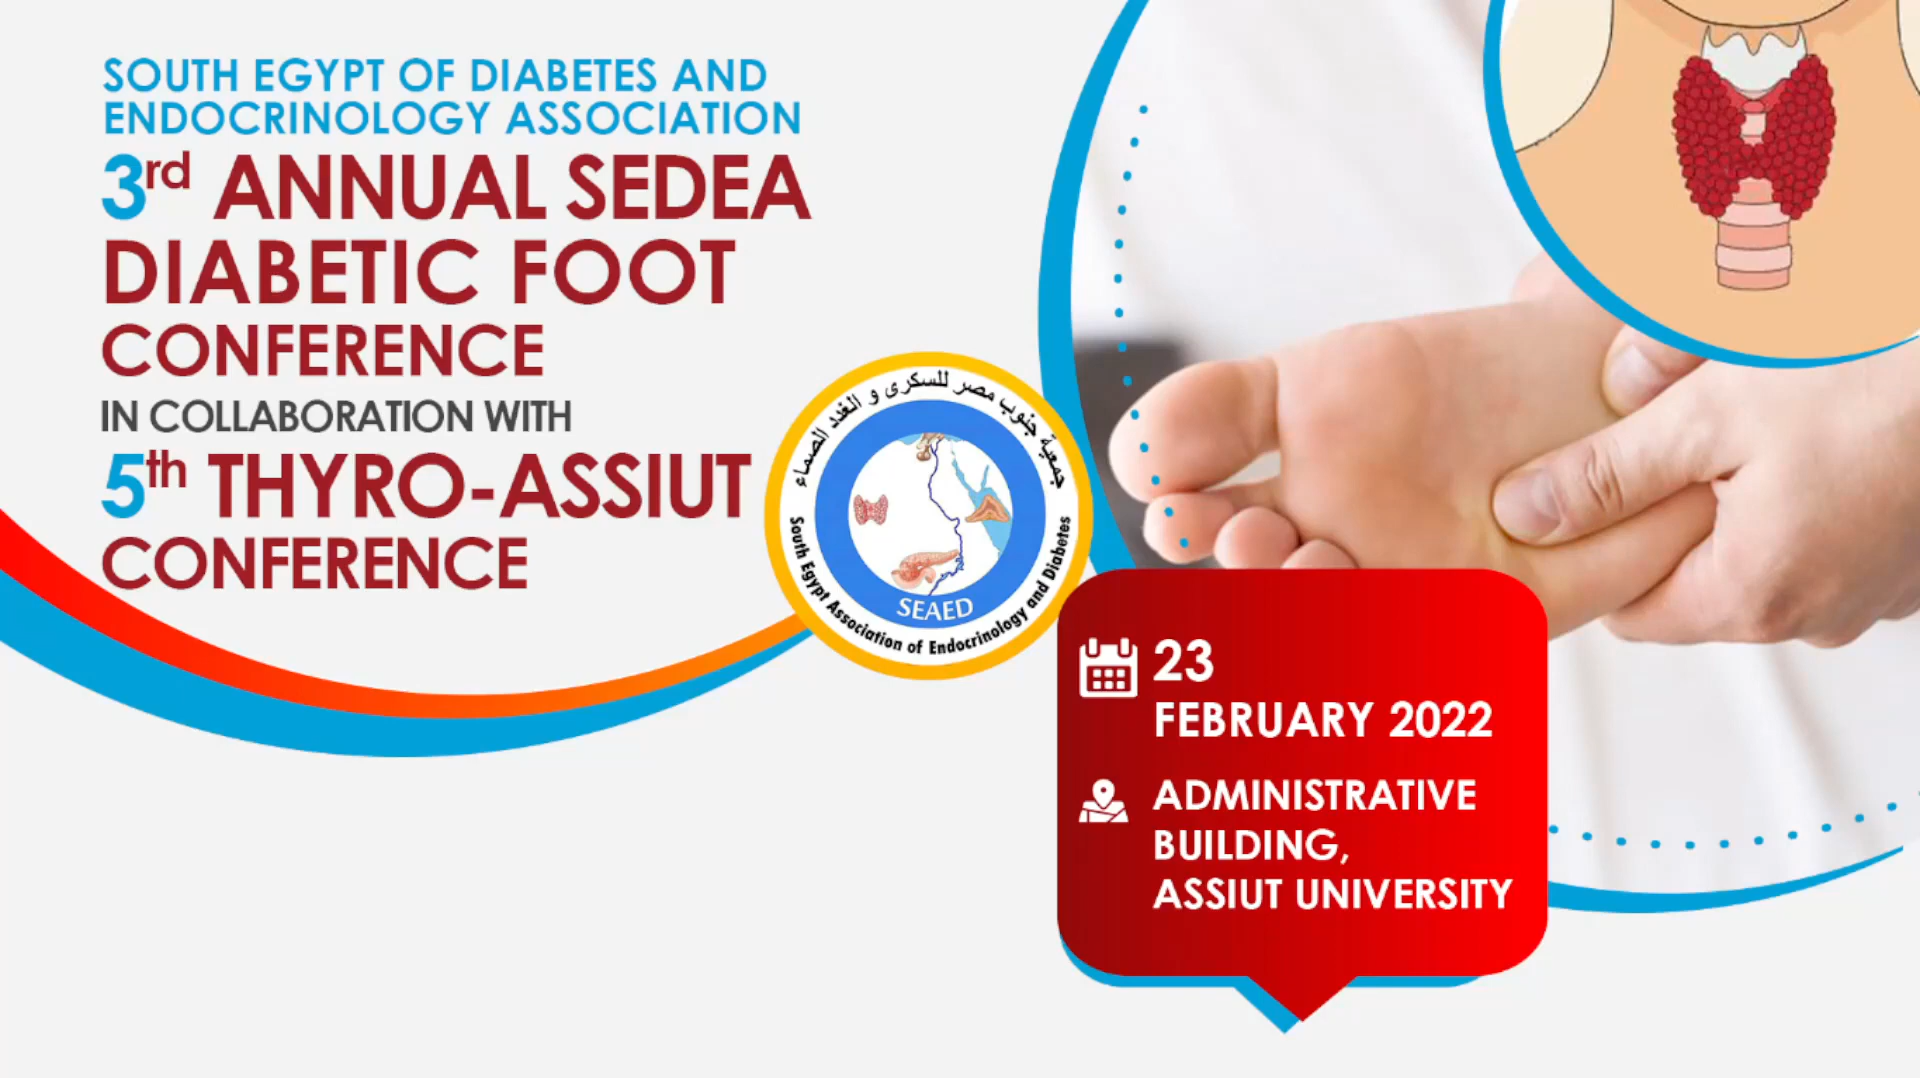 SOUTH EGYPT OF DIABETES AND
ENDOCRINOLOGY ASSOCIATION
3rd ANNUAL SEDEA
DIABETIC FOOT
CONFERENCE
IN COLLABORATION WITH
5th THYRO-ASSIUT
CONFERENCE
جمعية جنوب مصر للسكرى و الغدد الصماء
SEAED
South Egypt Association of Endocrinology and Diabetes
23
FEBRUARY 2022
ADMINISTRATIVE
BUILDING,
ASSIUT UNIVERSITY